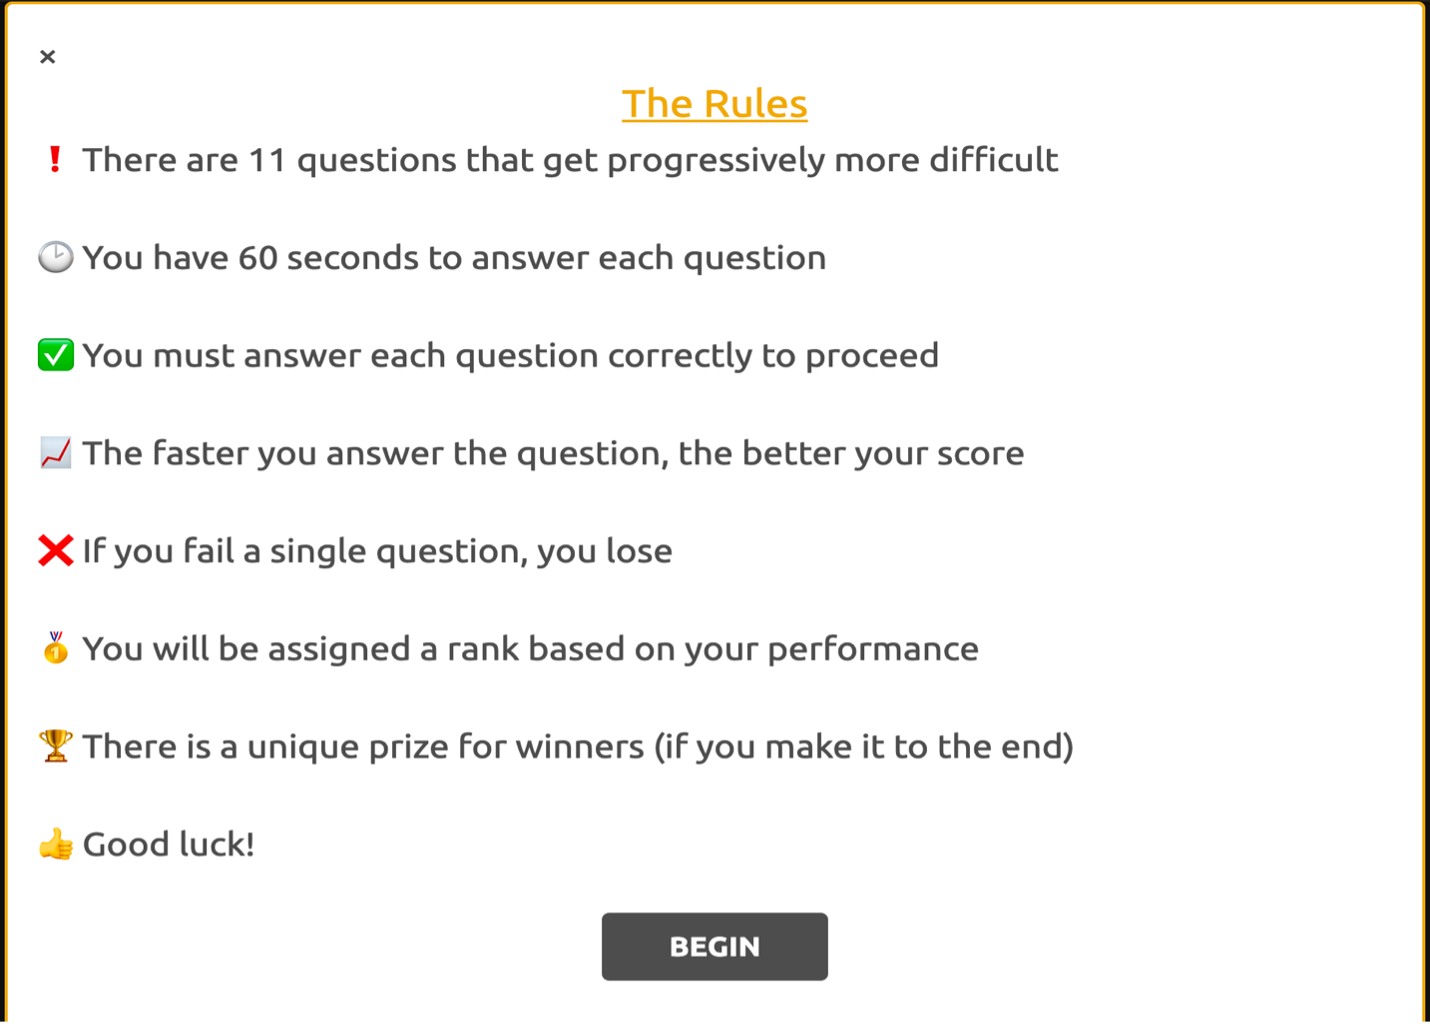 ×
The Rules
❗ There are 11 questions that get progressively more difficult
🕑 You have 60 seconds to answer each question
✅ You must answer each question correctly to proceed
📈 The faster you answer the question, the better your score
❌ If you fail a single question, you lose
🥇 You will be assigned a rank based on your performance
🏆 There is a unique prize for winners (if you make it to the end)
👍 Good luck!
BEGIN